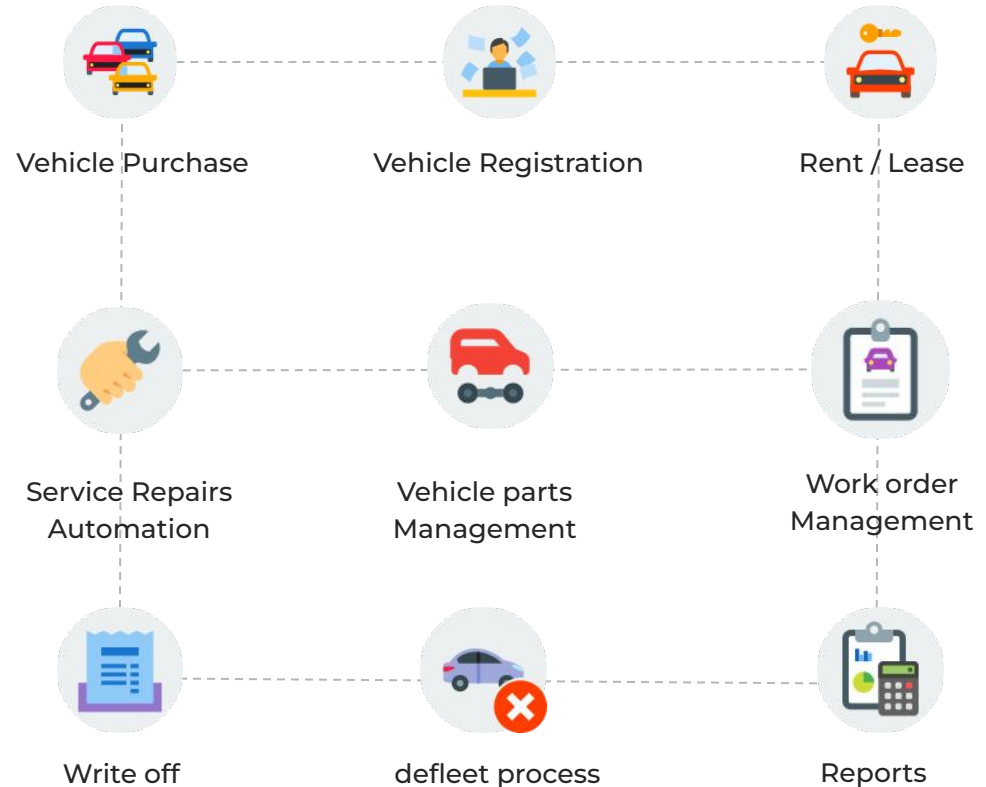 Vehicle Purchase
Vehicle Registration
Rent / Lease
Service Repairs
Automation
Vehicle parts
Management
Work order
Management
Write off
defleet process
Reports